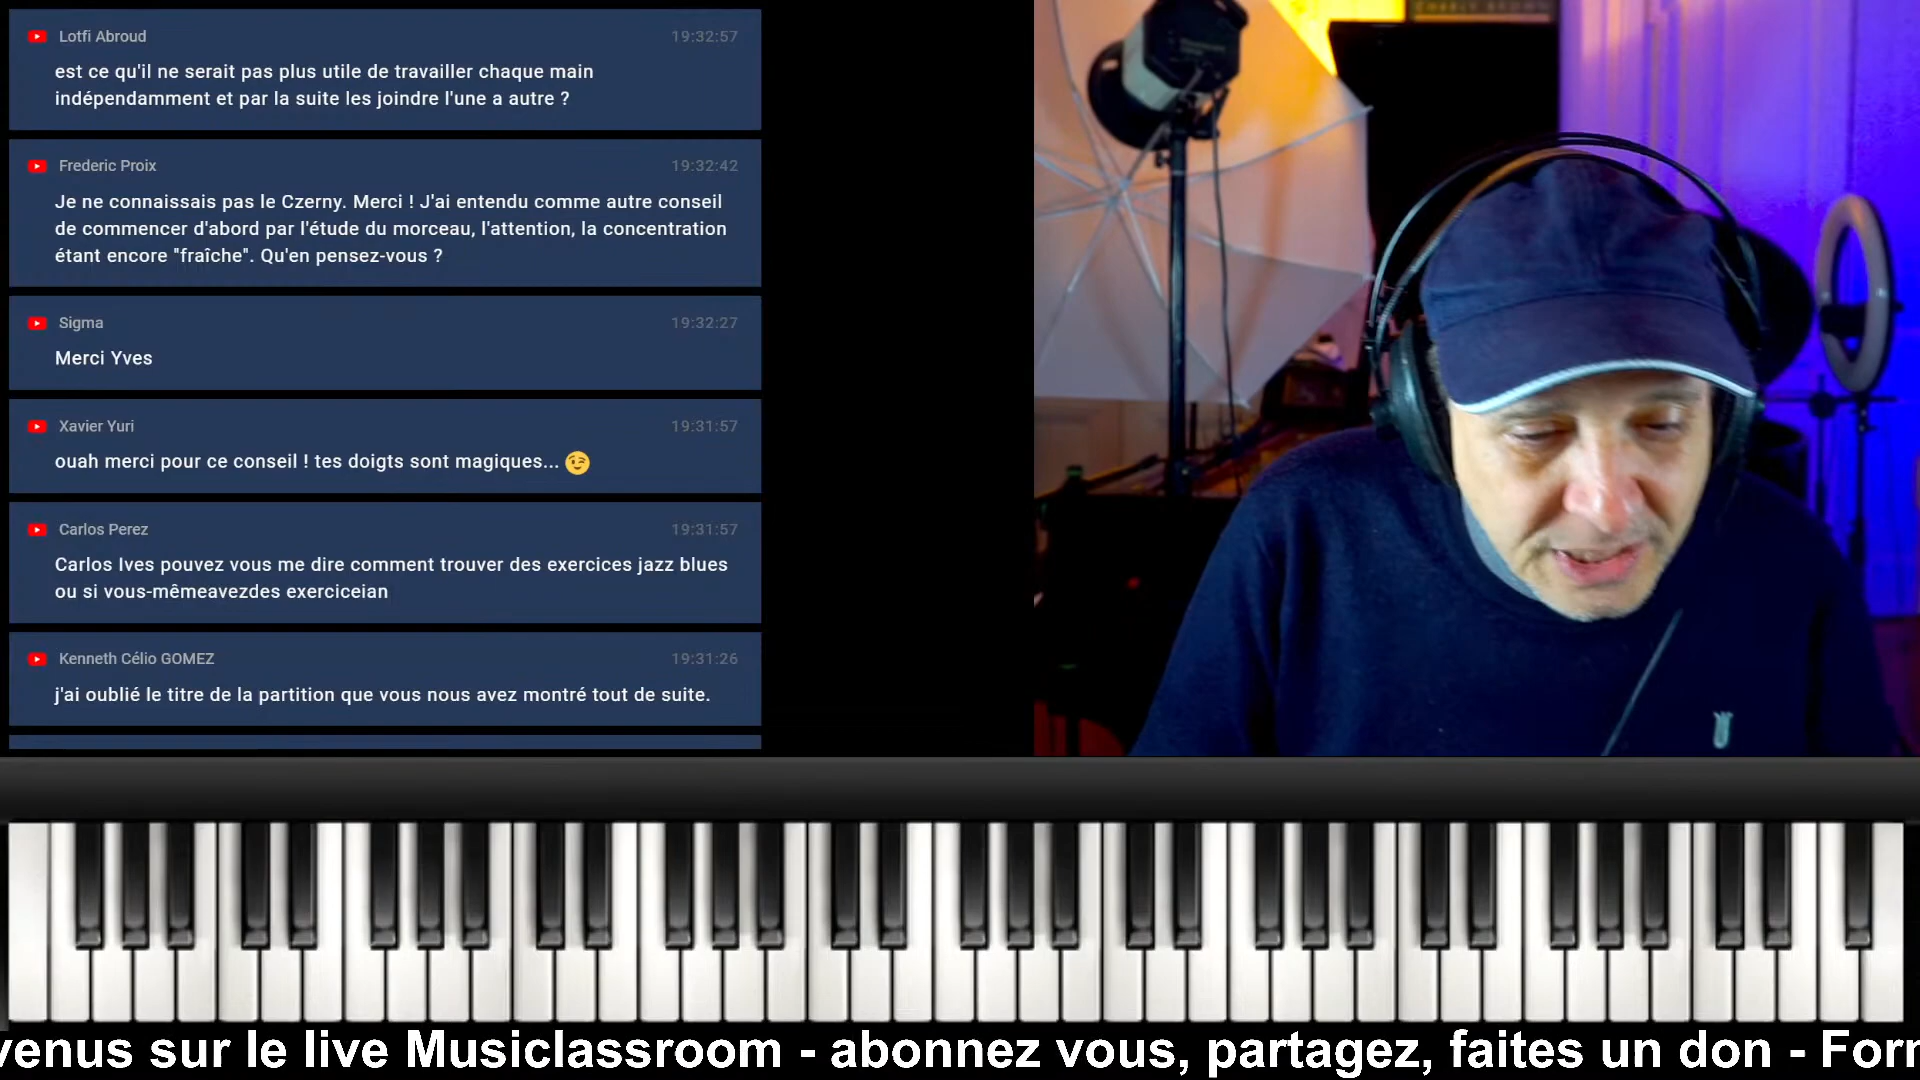 Lotfi Abroud 19:32:57
est ce qu'il ne serait pas plus utile de travailler chaque main
indépendamment et par la suite les joindre l'une a autre ?
Frederic Proix 19:32:42
Je ne connaissais pas le Czerny. Merci ! J'ai entendu comme autre conseil
de commencer d'abord par l'étude du morceau, l'attention, la concentration
étant encore "fraîche". Qu'en pensez-vous ?
Sigma 19:32:27
Merci Yves
Xavier Yuri 19:31:57
ouah merci pour ce conseil ! tes doigts sont magiques... 😉
Carlos Perez 19:31:57
Carlos Ives pouvez vous me dire comment trouver des exercices jazz blues
ou si vous-mêmeavezdes exerciceian
Kenneth Célio GOMEZ 19:31:26
j'ai oublié le titre de la partition que vous nous avez montré tout de suite.
venus sur le live Musiclassroom - abonnez vous, partagez, faites un don - Forr